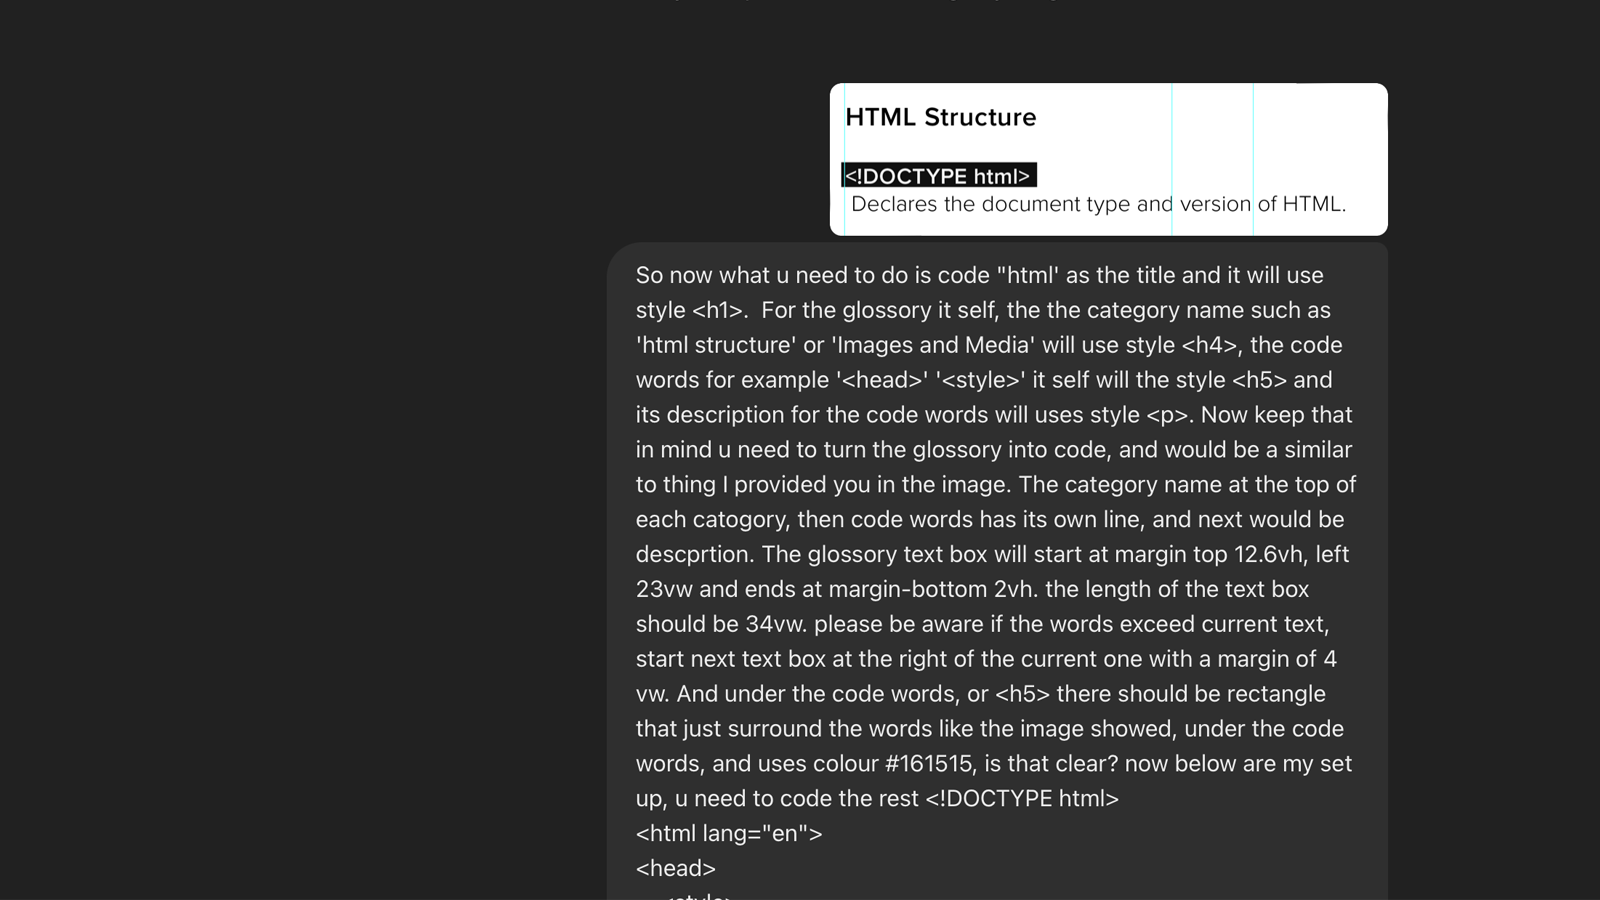 HTML Structure
<!DOCTYPE html>
Declares the document type and version of HTML.
So now what u need to do is code "html' as the title and it will use
style <h1>.  For the glossory it self, the the category name such as
'html structure' or 'Images and Media' will use style <h4>, the code
words for example '<head>' '<style>' it self will the style <h5> and
its description for the code words will uses style <p>. Now keep that
in mind u need to turn the glossory into code, and would be a similar
to thing I provided you in the image. The category name at the top of
each catogory, then code words has its own line, and next would be
descprtion. The glossory text box will start at margin top 12.6vh, left
23vw and ends at margin-bottom 2vh. the length of the text box
should be 34vw. please be aware if the words exceed current text,
start next text box at the right of the current one with a margin of 4
vw. And under the code words, or <h5> there should be rectangle
that just surround the words like the image showed, under the code
words, and uses colour #161515, is that clear? now below are my set
up, u need to code the rest <!DOCTYPE html>
<html lang="en">
<head>